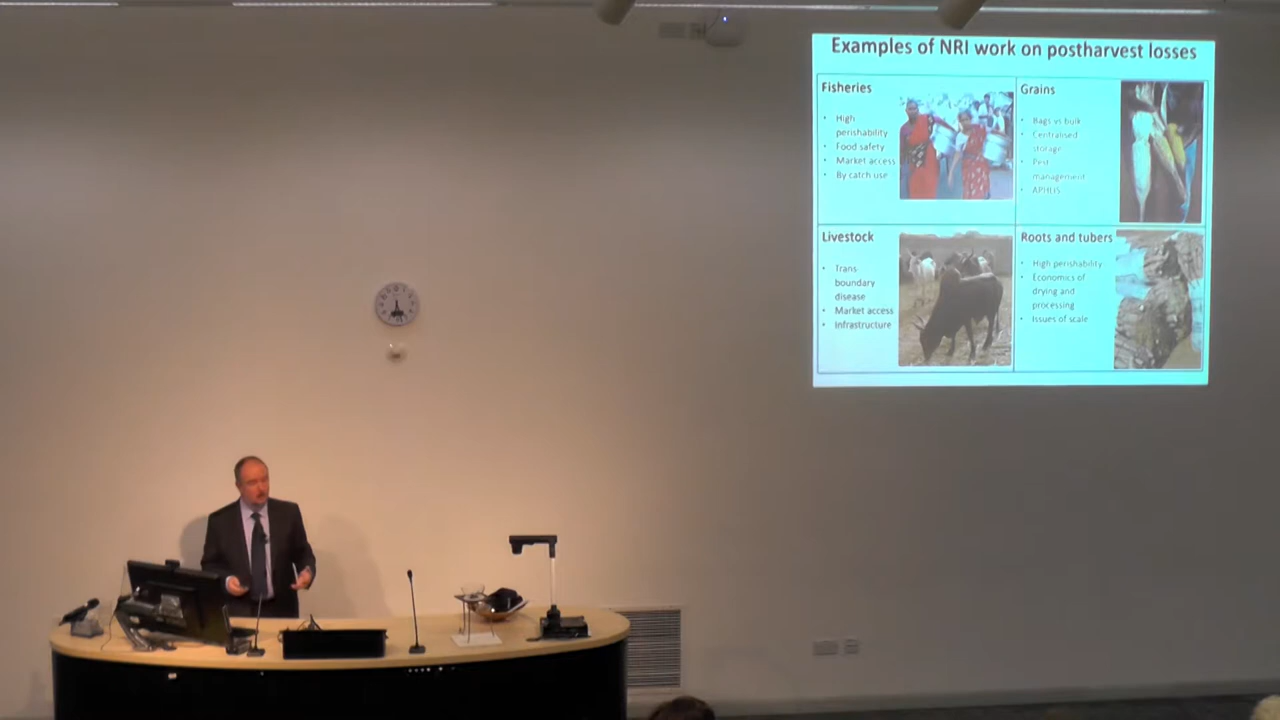 Examples of NRI work on postharvest losses
Fisheries
• High
perishability
• Food safety
• Market access
• By catch use
Grains
• Bags vs bulk
• Centralised
storage
• Pest
management
• APHLIS
Livestock
• Trans
boundary
disease
• Market access
• Infrastructure
Roots and tubers
• High perishability
• Economics of
drying and
processing
• Issues of scale